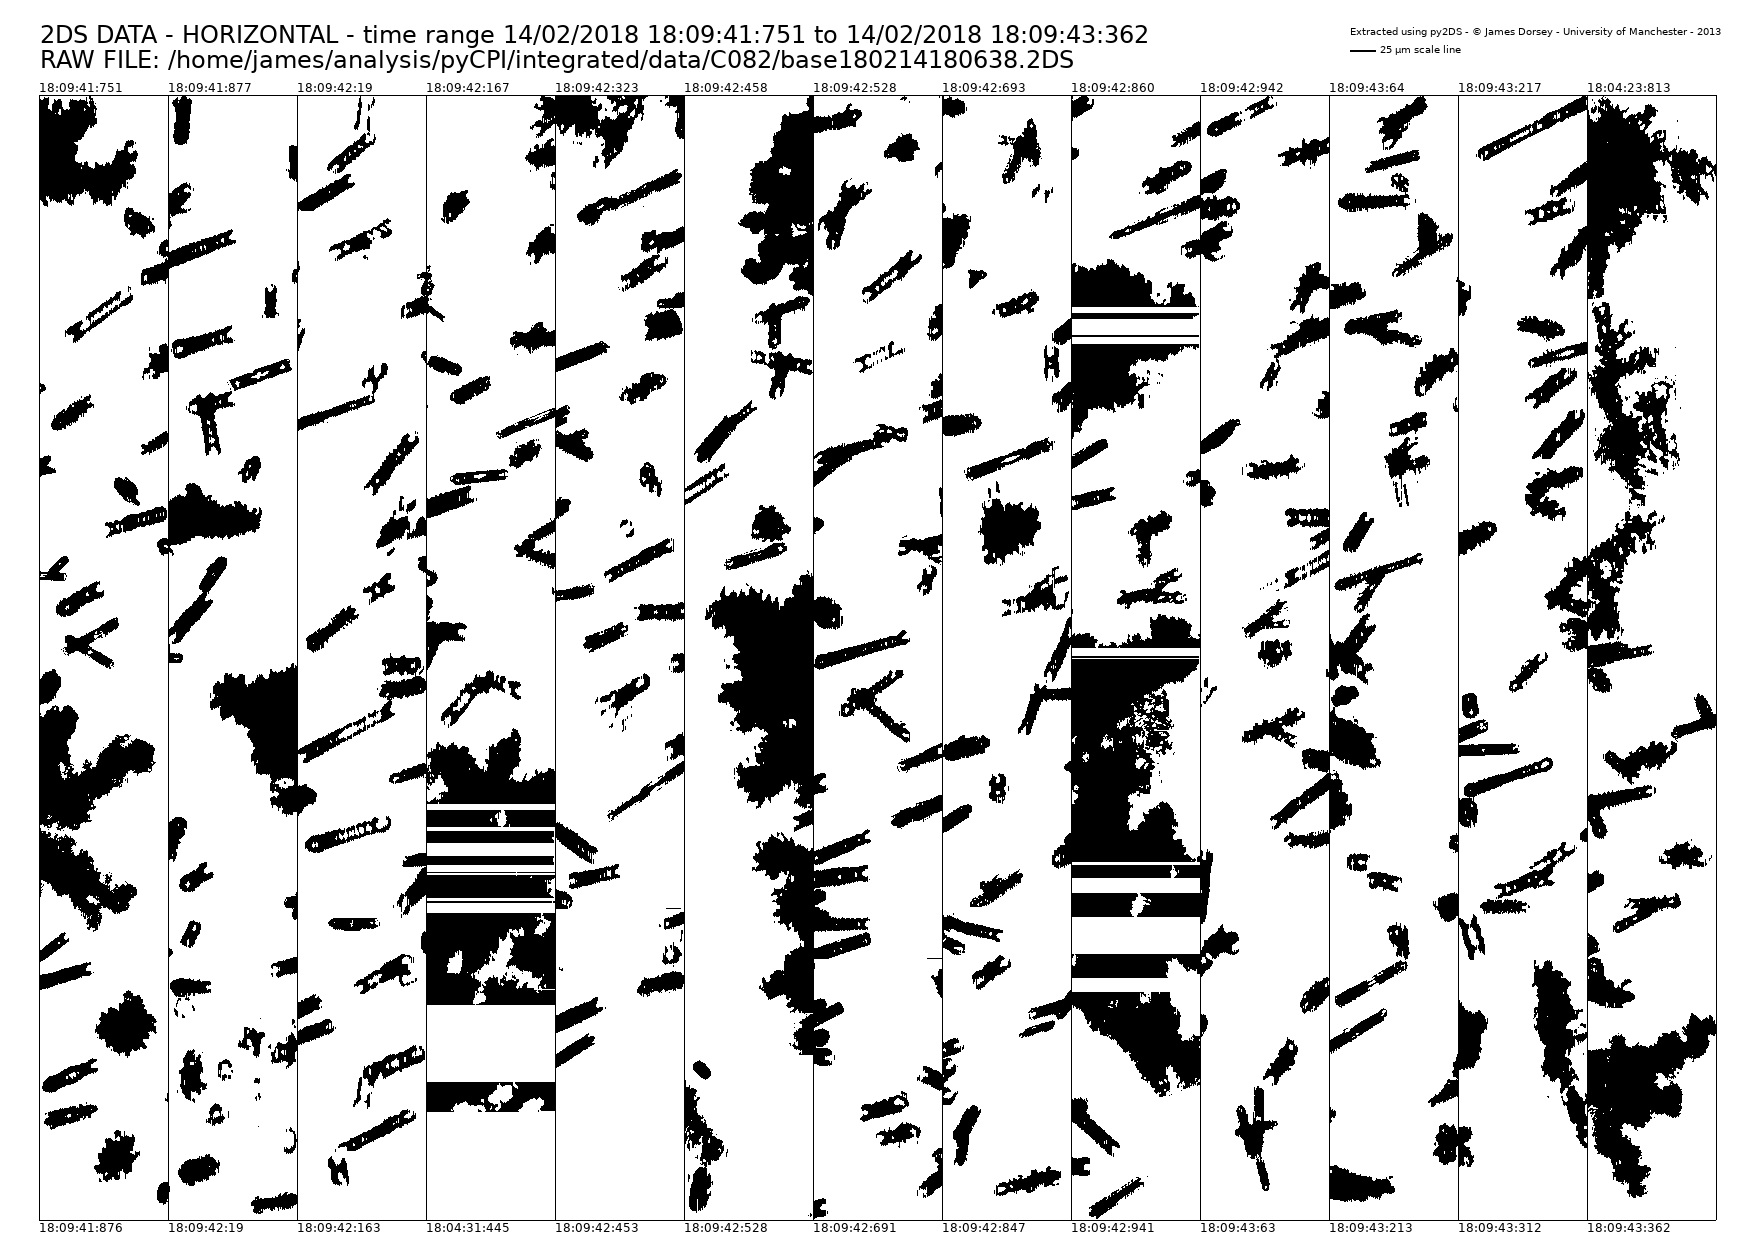 2DS DATA - HORIZONTAL - time range 14/02/2018 18:09:41:751 to 14/02/2018 18:09:43:362
RAW FILE: /home/james/analysis/pyCPI/integrated/data/C082/base180214180638.2DS
Extracted using py2DS - © James Dorsey - University of Manchester - 2013
25 µm scale line
18:09:41:751 18:09:41:877 18:09:42:19 18:09:42:167 18:09:42:323 18:09:42:458 18:09:42:528 18:09:42:693 18:09:42:860 18:09:42:942 18:09:43:64 18:09:43:217 18:04:23:813
18:09:41:876 18:09:42:19 18:09:42:163 18:04:31:445 18:09:42:453 18:09:42:528 18:09:42:691 18:09:42:847 18:09:42:941 18:09:43:63 18:09:43:213 18:09:43:312 18:09:43:362